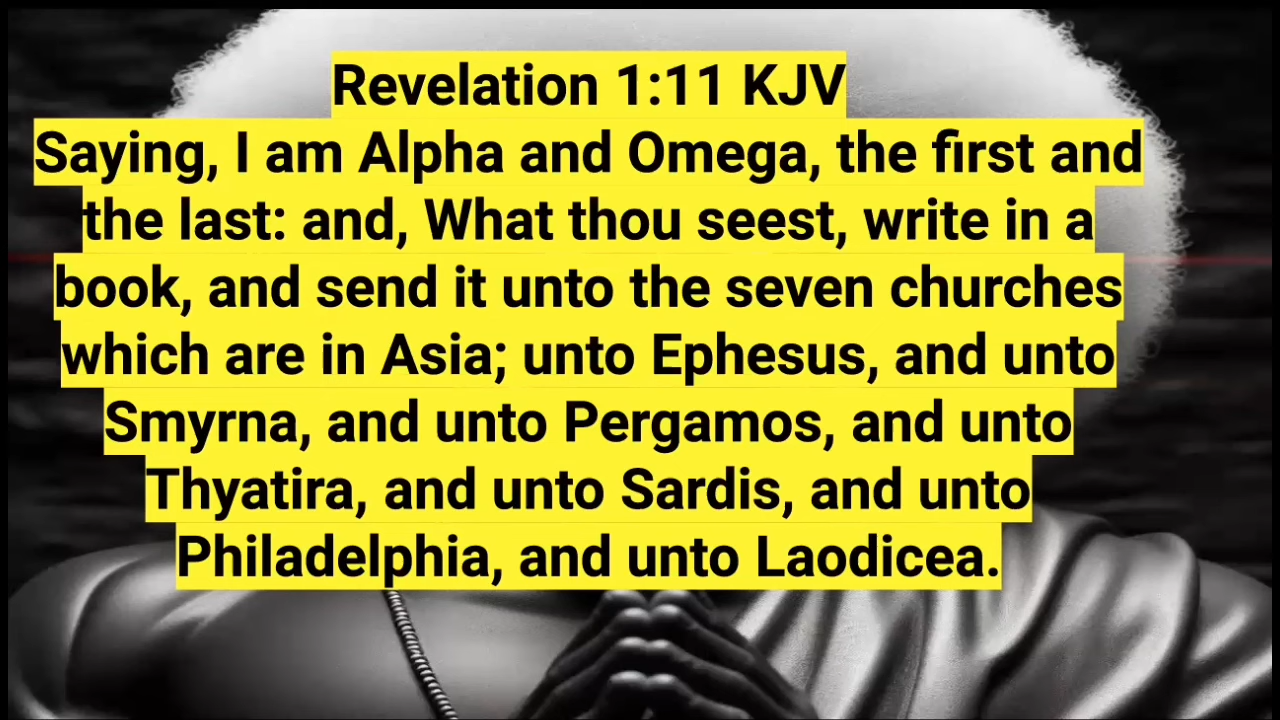 Revelation 1:11 KJV
Saying, I am Alpha and Omega, the first and
the last: and, What thou seest, write in a
book, and send it unto the seven churches
which are in Asia; unto Ephesus, and unto
Smyrna, and unto Pergamos, and unto
Thyatira, and unto Sardis, and unto
Philadelphia, and unto Laodicea.